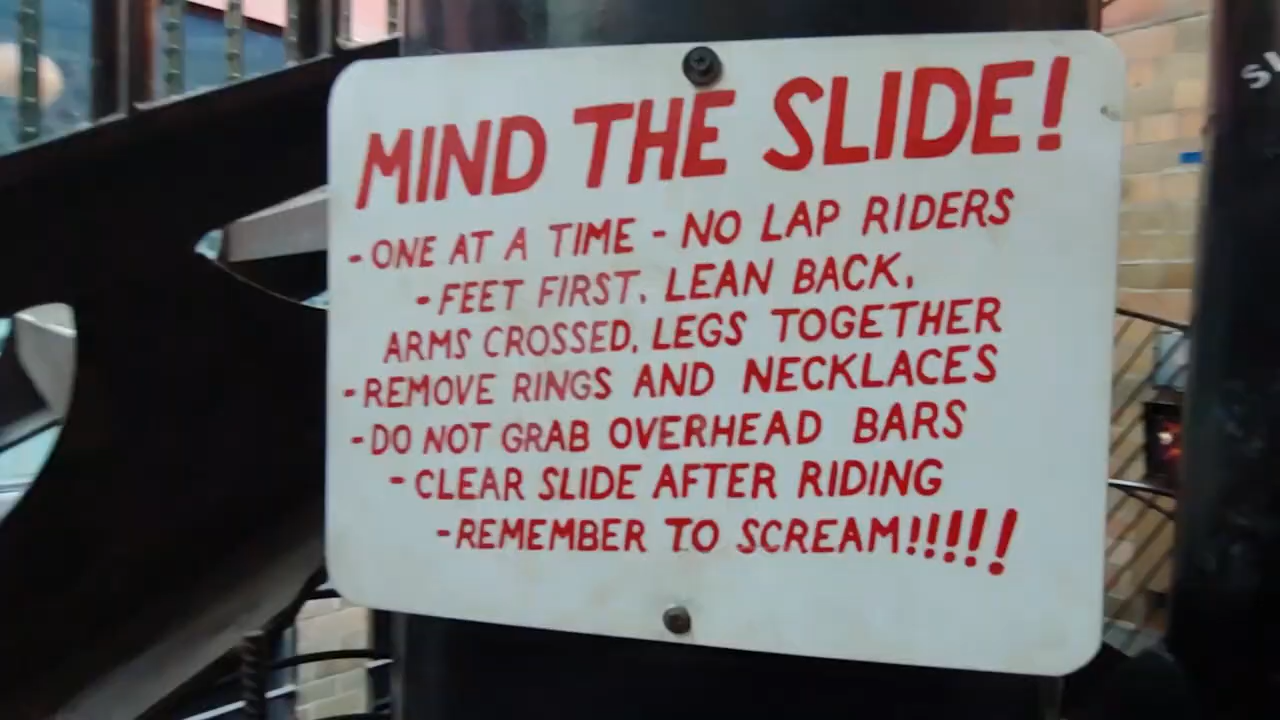 MIND THE SLIDE!
- ONE AT A TIME - NO LAP RIDERS
- FEET FIRST, LEAN BACK,
ARMS CROSSED, LEGS TOGETHER
- REMOVE RINGS AND NECKLACES
- DO NOT GRAB OVERHEAD BARS
- CLEAR SLIDE AFTER RIDING
- REMEMBER TO SCREAM!!!!!